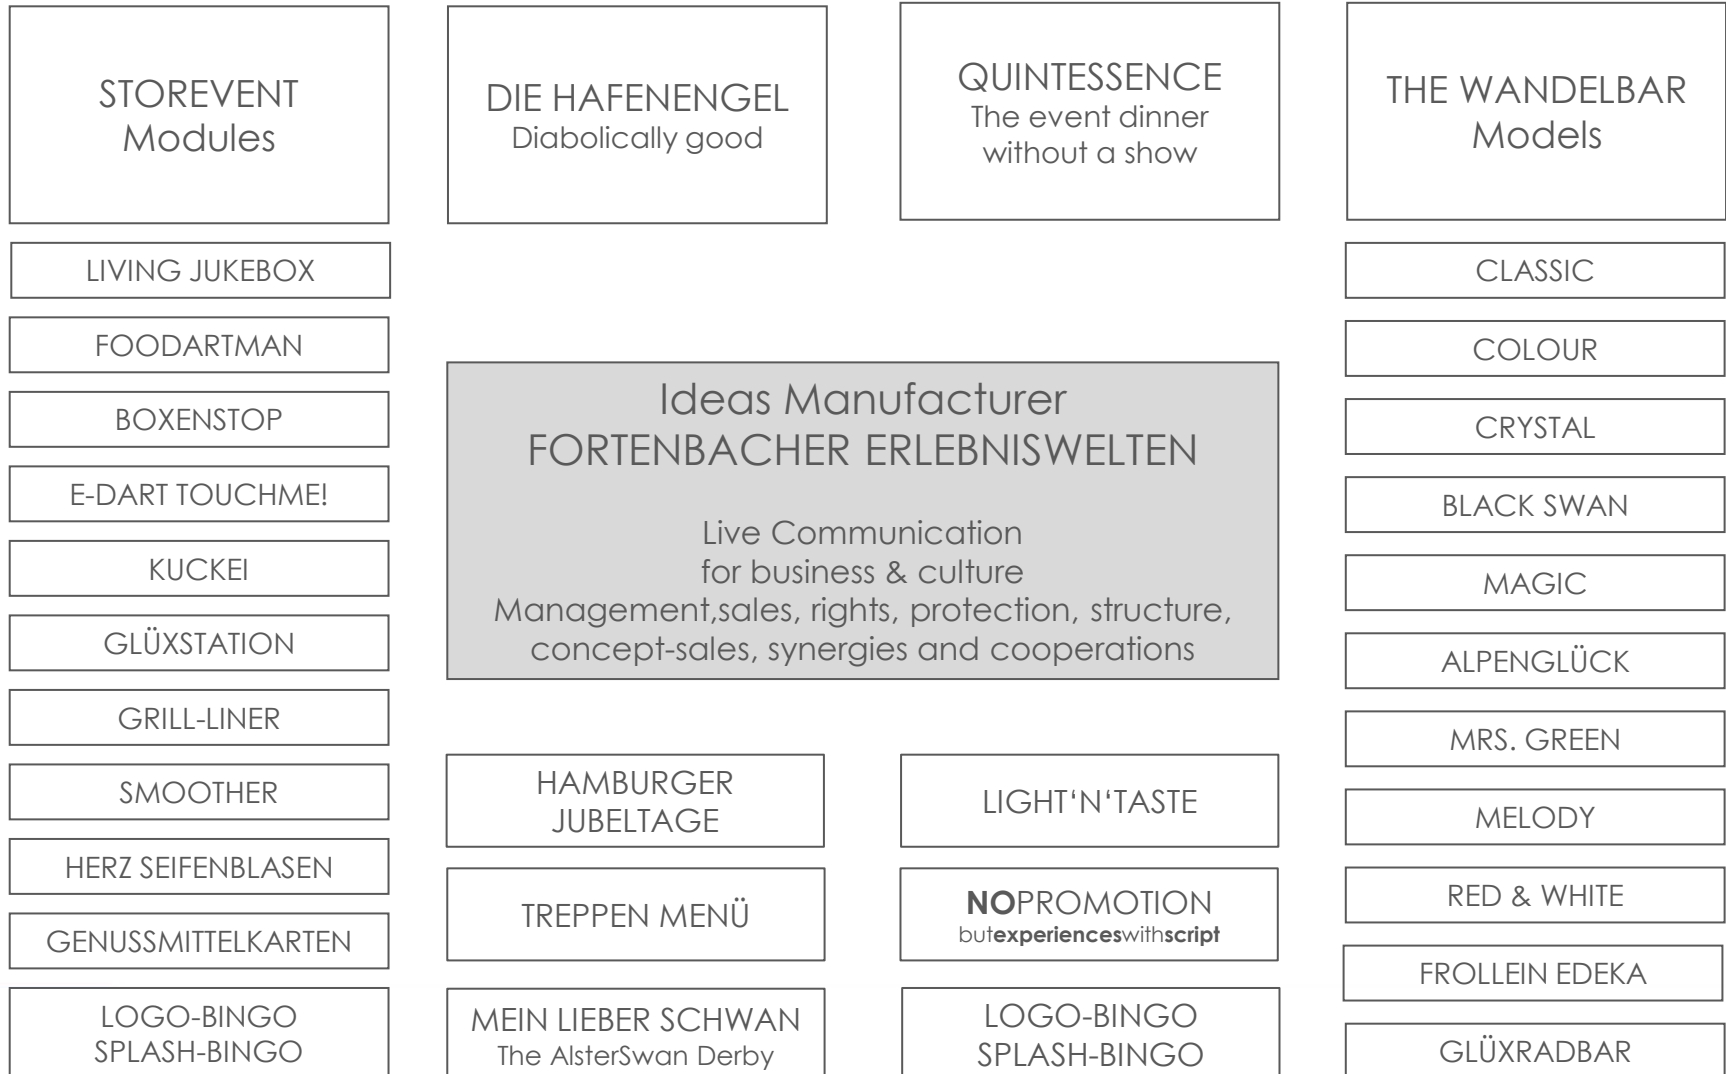 STOREVENT
Modules
DIE HAFENENGEL
Diabolically good
QUINTESSENCE
The event dinner
without a show
THE WANDELBAR
Models
LIVING JUKEBOX
FOODARTMAN
BOXENSTOP
E-DART TOUCHME!
KUCKEI
GLÜXSTATION
GRILL-LINER
SMOOTHER
HERZ SEIFENBLASEN
GENUSSMITTELKARTEN
LOGO-BINGO
SPLASH-BINGO
Ideas Manufacturer
FORTENBACHER ERLEBNISWELTEN
Live Communication
for business & culture
Management,sales, rights, protection, structure,
concept-sales, synergies and cooperations
HAMBURGER
JUBELTAGE
TREPPEN MENÜ
MEIN LIEBER SCHWAN
The AlsterSwan Derby
LIGHT‘N‘TASTE
NOPROMOTION
butexperienceswithscript
LOGO-BINGO
SPLASH-BINGO
CLASSIC
COLOUR
CRYSTAL
BLACK SWAN
MAGIC
ALPENGLÜCK
MRS. GREEN
MELODY
RED & WHITE
FROLLEIN EDEKA
GLÜXRADBAR